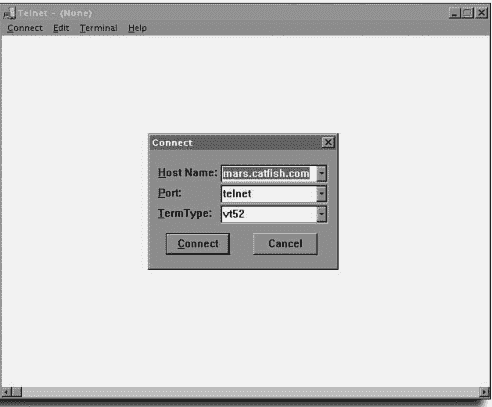 Telnet - (None)
Connect Edit Terminal Help
Connect
Host Name: mars.catfish.com
Port: telnet
TermType: vt52
Connect Cancel